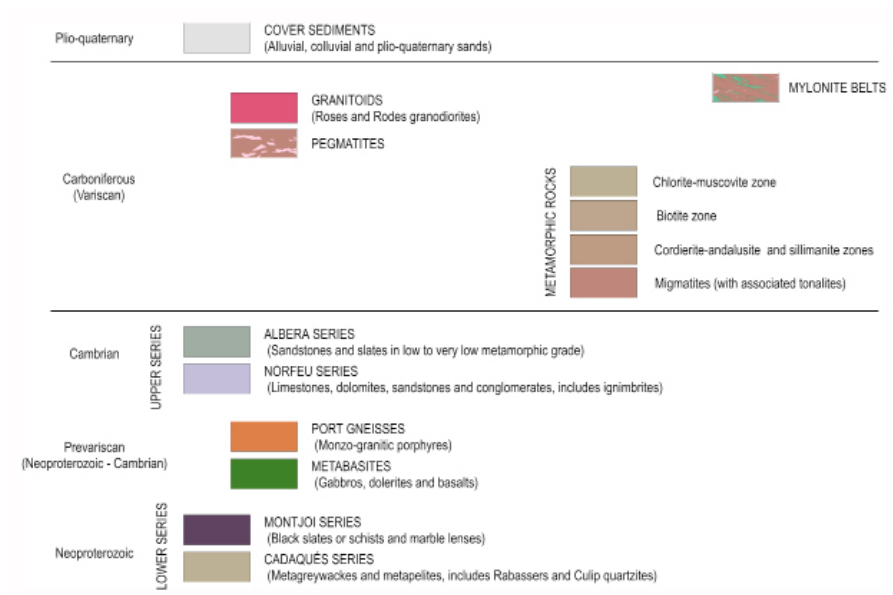 Plio-quaternary
COVER SEDIMENTS
(Alluvial, colluvial and plio-quaternary sands)
MYLONITE BELTS
GRANITOIDS
(Roses and Rodes granodiorites)
PEGMATITES
Carboniferous
(Variscan)
METAMORPHIC ROCKS
Chlorite-muscovite zone
Biotite zone
Cordierite-andalusite and sillimanite zones
Migmatites (with associated tonalites)
Cambrian
UPPER SERIES
ALBERA SERIES
(Sandstones and slates in low to very low metamorphic grade)
NORFEU SERIES
(Limestones, dolomites, sandstones and conglomerates, includes ignimbrites)
Prevariscan
(Neoproterozoic - Cambrian)
PORT GNEISSES
(Monzo-granitic porphyres)
METABASITES
(Gabbros, dolerites and basalts)
Neoproterozoic
LOWER SERIES
MONTJOI SERIES
(Black slates or schists and marble lenses)
CADAQUÉS SERIES
(Metagreywackes and metapelites, includes Rabassers and Culip quartzites)